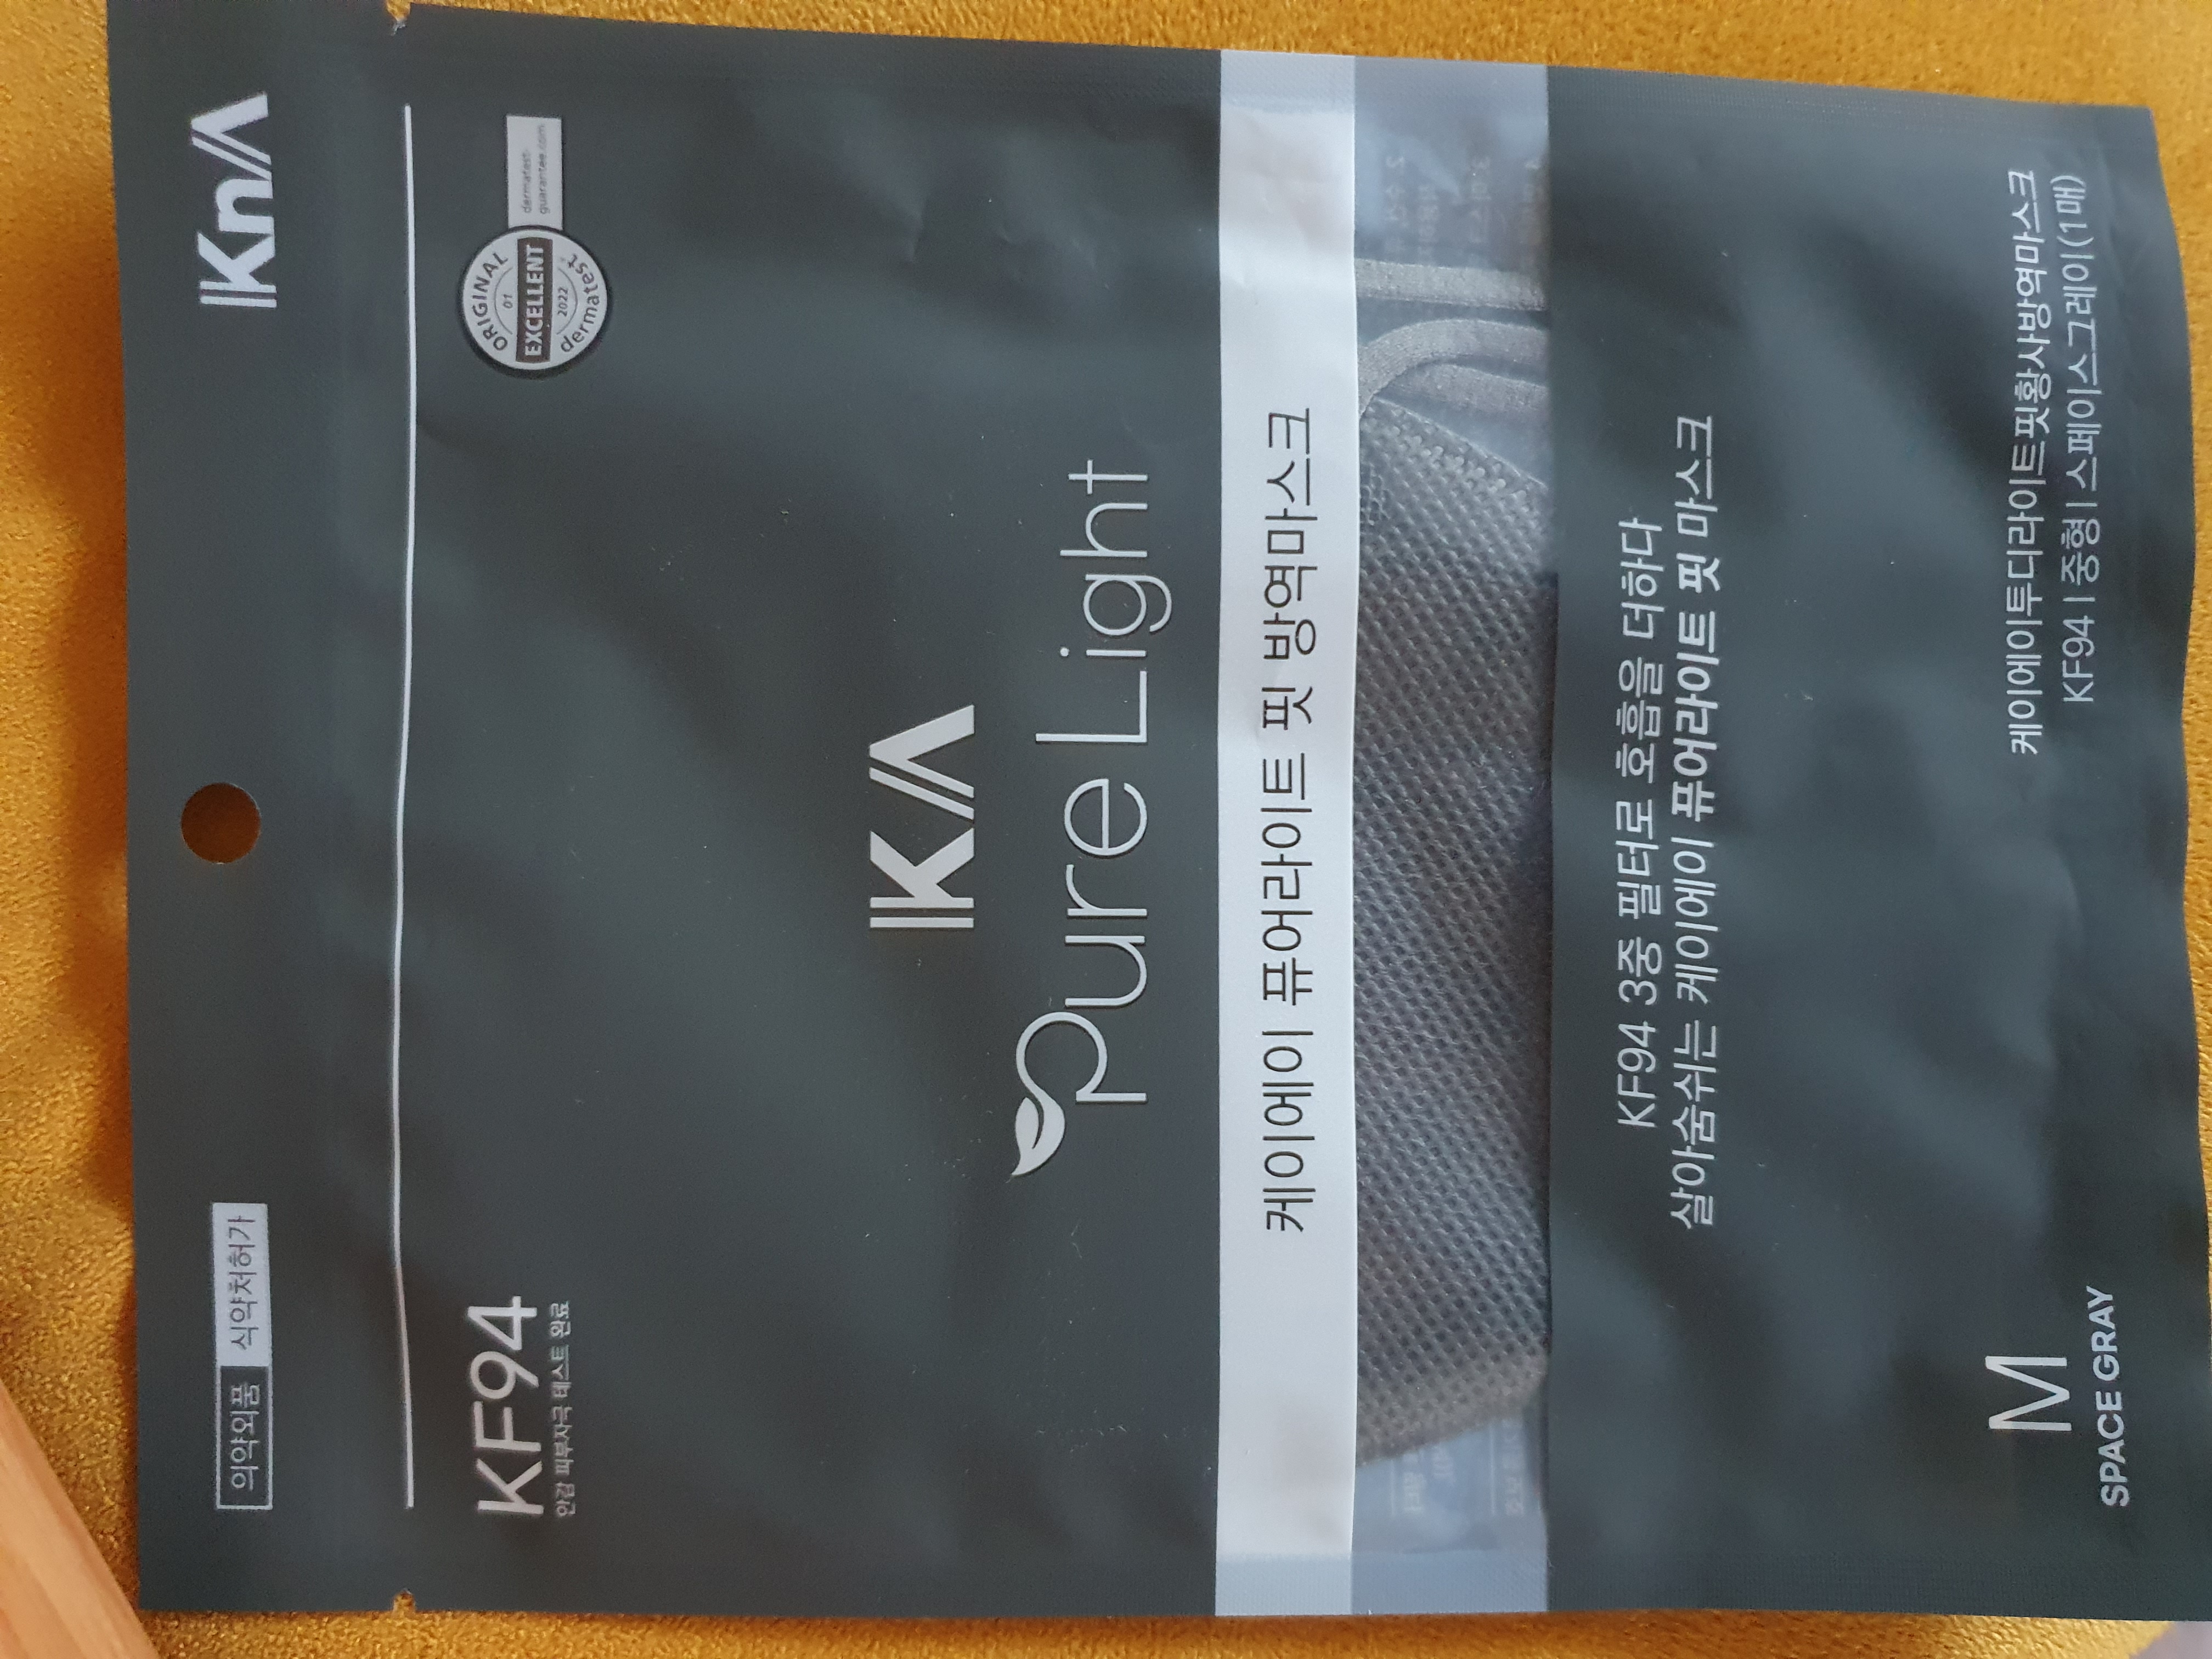 의약외품 식약처허가
KnA
KF94
안감 피부자극 테스트 완료
ORIGINAL
01
EXCELLENT
2022
dermatest
dermatest-
guarantee.com
KA
pure Light
케이에이 퓨어라이트 핏 방역마스크
KF94 3중 필터로 호흡을 더하다
살아숨쉬는 케이에이 퓨어라이트 핏 마스크
M
SPACE GRAY
케이에이투디라이트핏황사방역마스크
KF94 | 중형 | 스페이스그레이(1매)